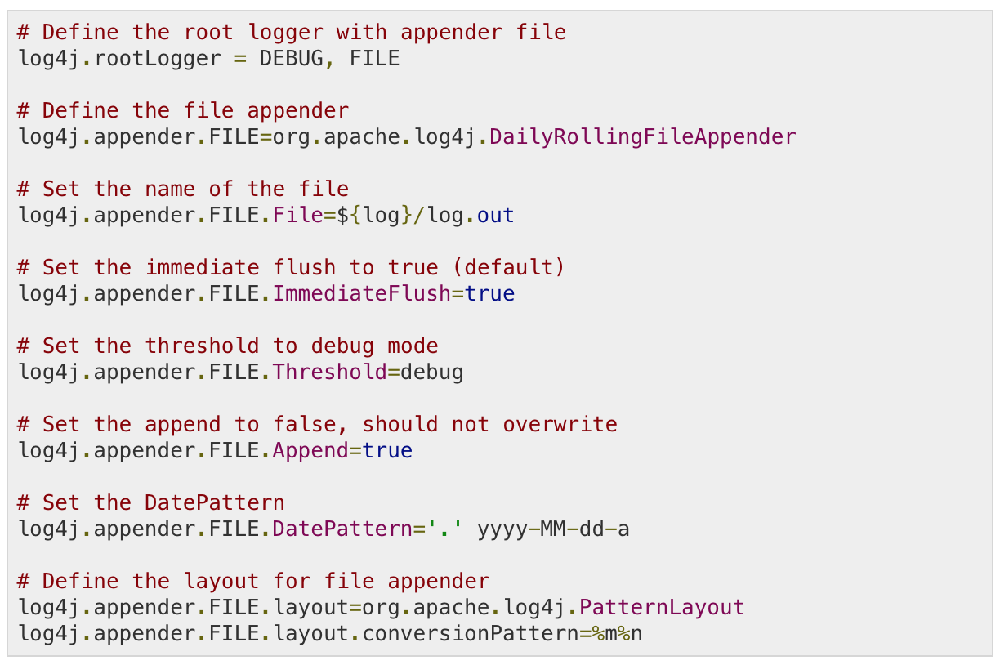 # Define the root logger with appender file
log4j.rootLogger = DEBUG, FILE
# Define the file appender
log4j.appender.FILE=org.apache.log4j.DailyRollingFileAppender
# Set the name of the file
log4j.appender.FILE.File=${log}/log.out
# Set the immediate flush to true (default)
log4j.appender.FILE.ImmediateFlush=true
# Set the threshold to debug mode
log4j.appender.FILE.Threshold=debug
# Set the append to false, should not overwrite
log4j.appender.FILE.Append=true
# Set the DatePattern
log4j.appender.FILE.DatePattern='.' yyyy-MM-dd-a
# Define the layout for file appender
log4j.appender.FILE.layout=org.apache.log4j.PatternLayout
log4j.appender.FILE.layout.conversionPattern=%m%n